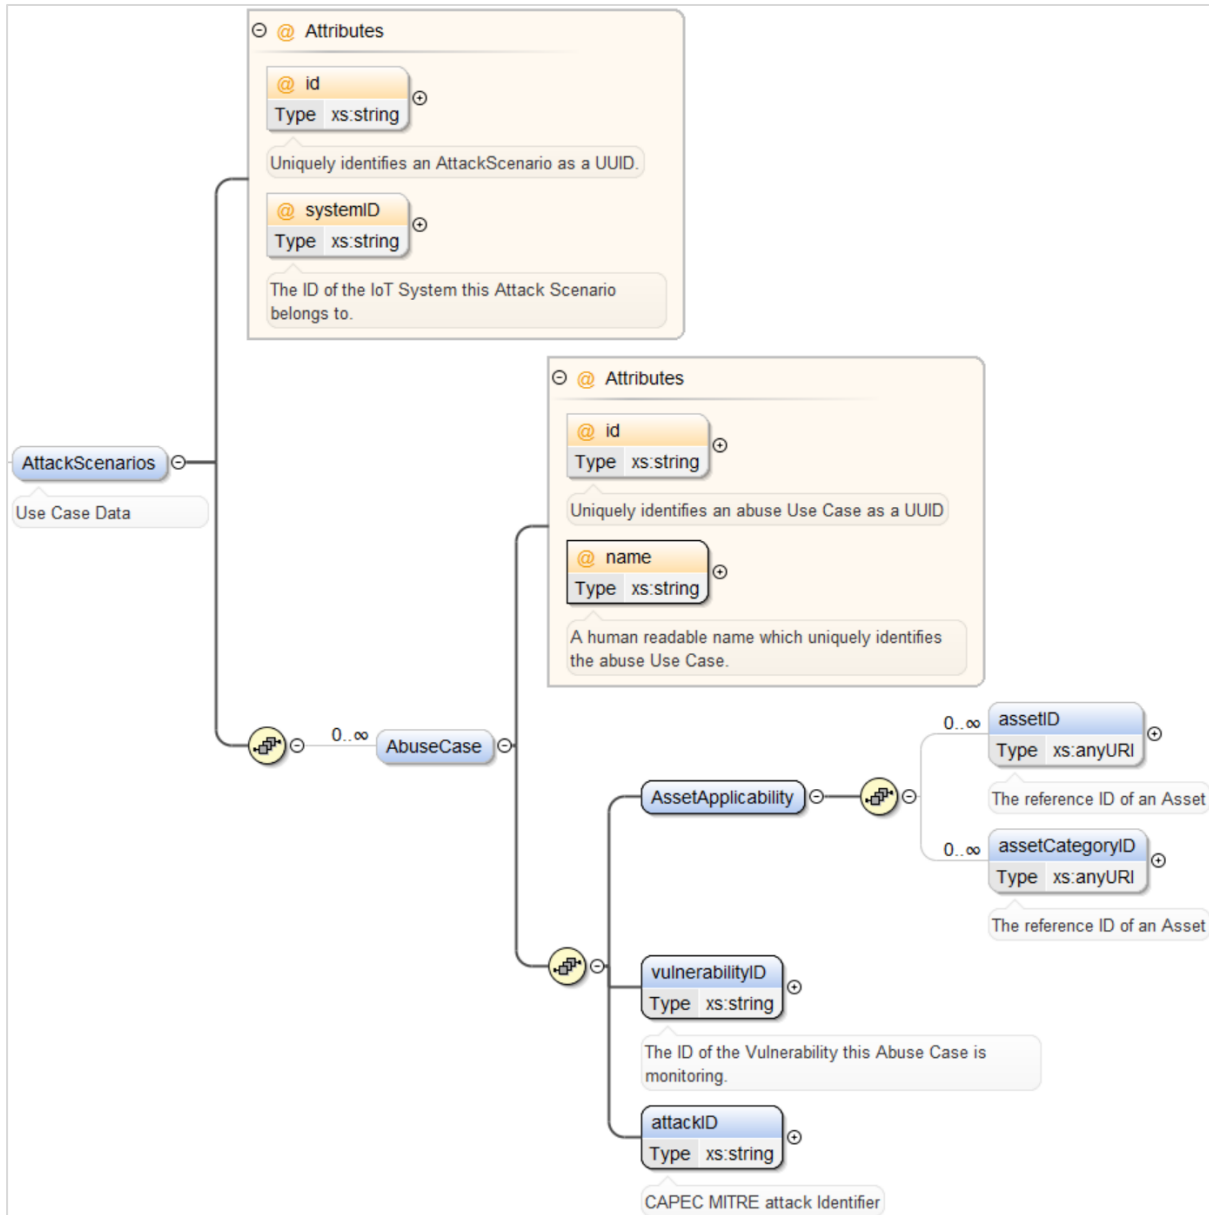 @ Attributes
@ id
Type xs:string
Uniquely identifies an AttackScenario as a UUID.
@ systemID
Type xs:string
The ID of the IoT System this Attack Scenario
belongs to.
@ Attributes
@ id
Type xs:string
Uniquely identifies an abuse Use Case as a UUID
@ name
Type xs:string
A human readable name which uniquely identifies
the abuse Use Case.
AttackScenarios
Use Case Data
0..∞
AbuseCase
AssetApplicability
0..∞
assetID
Type xs:anyURI
The reference ID of an Asset
0..∞
assetCategoryID
Type xs:anyURI
The reference ID of an Asset
vulnerabilityID
Type xs:string
The ID of the Vulnerability this Abuse Case is
monitoring.
attackID
Type xs:string
CAPEC MITRE attack Identifier